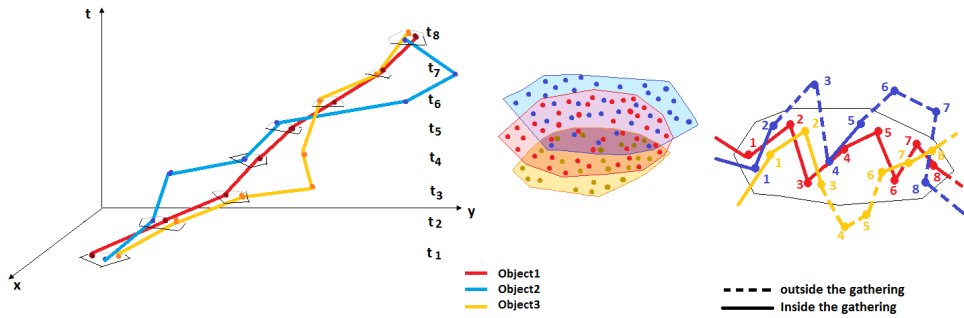 t
t8
t7
t6
t5
t4
t3
t2
t1
x
y
Object1
Object2
Object3
1
2
3
4
5
6
7
8
1
2
3
4
5
6
7
8
1
2
3
4
5
6
7
8
outside the gathering
Inside the gathering